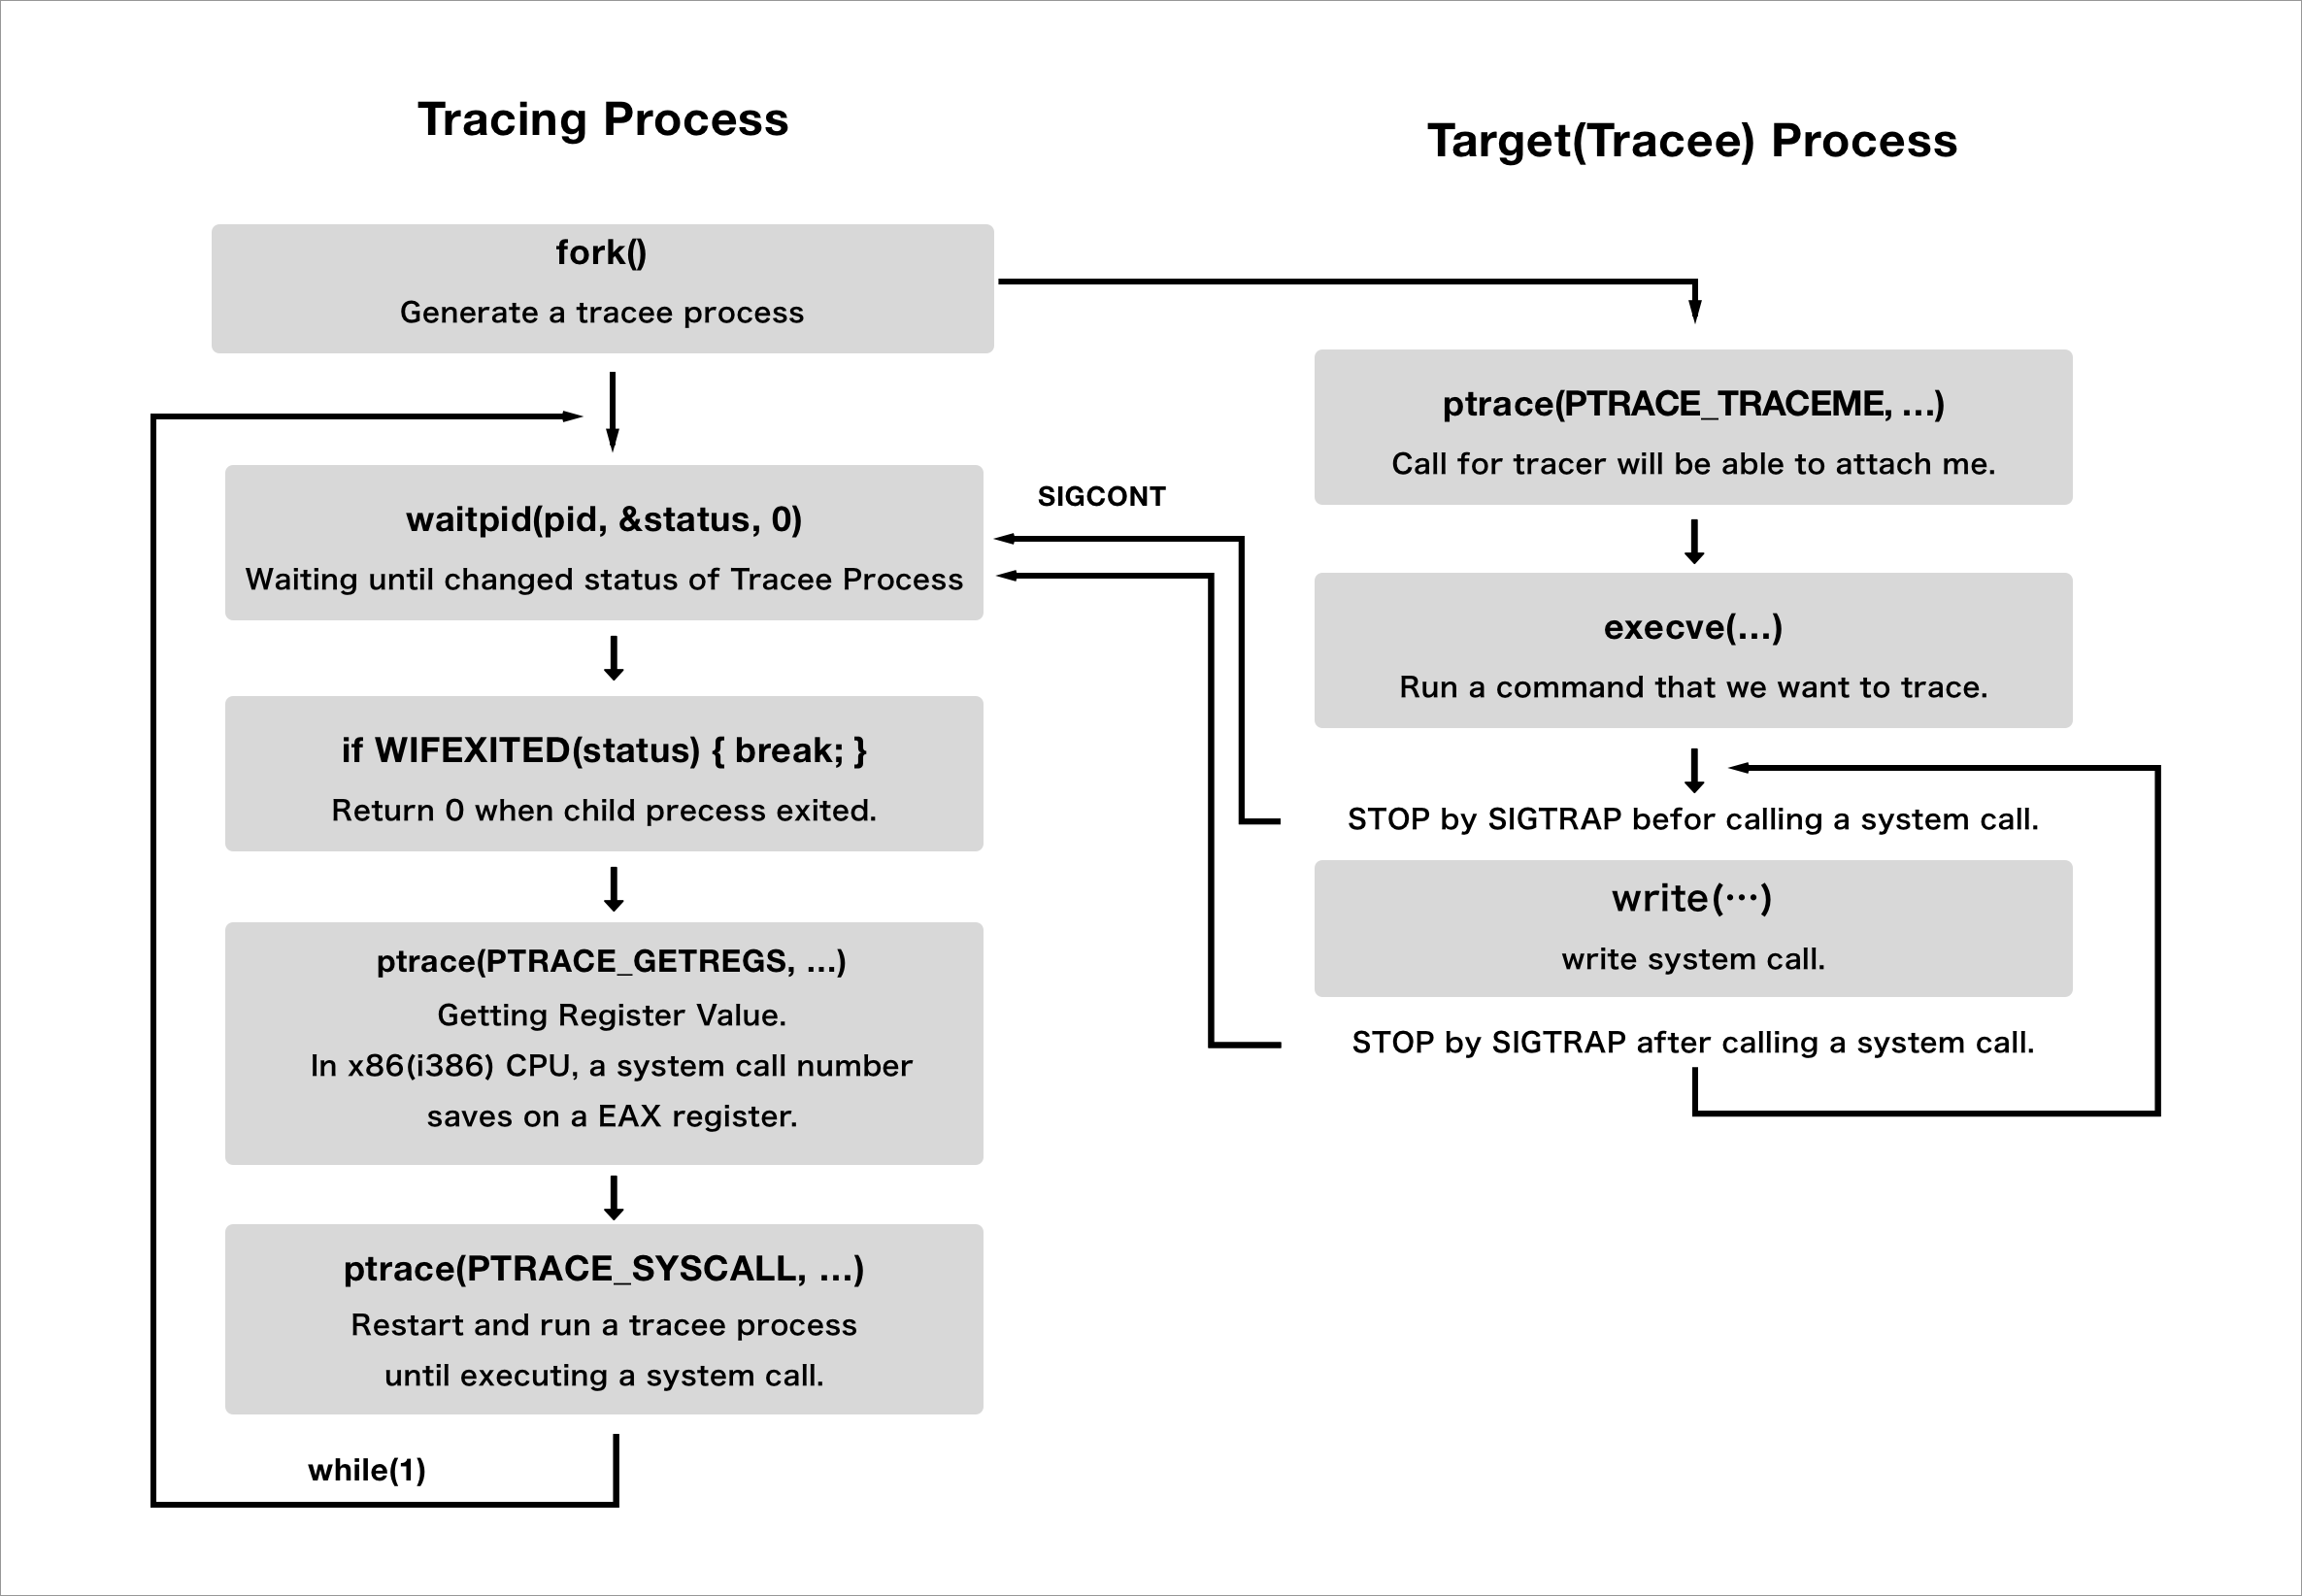 Tracing Process
fork()
Generate a tracee process
waitpid(pid, &status, 0)
Waiting until changed status of Tracee Process
if WIFEXITED(status) { break; }
Return 0 when child precess exited.
ptrace(PTRACE_GETREGS, ...)
Getting Register Value.
In x86(i386) CPU, a system call number
saves on a EAX register.
ptrace(PTRACE_SYSCALL, ...)
Restart and run a tracee process
until executing a system call.
while(1)
SIGCONT
Target(Tracee) Process
ptrace(PTRACE_TRACEME, ...)
Call for tracer will be able to attach me.
execve(...)
Run a command that we want to trace.
STOP by SIGTRAP befor calling a system call.
write(⋯)
write system call.
STOP by SIGTRAP after calling a system call.